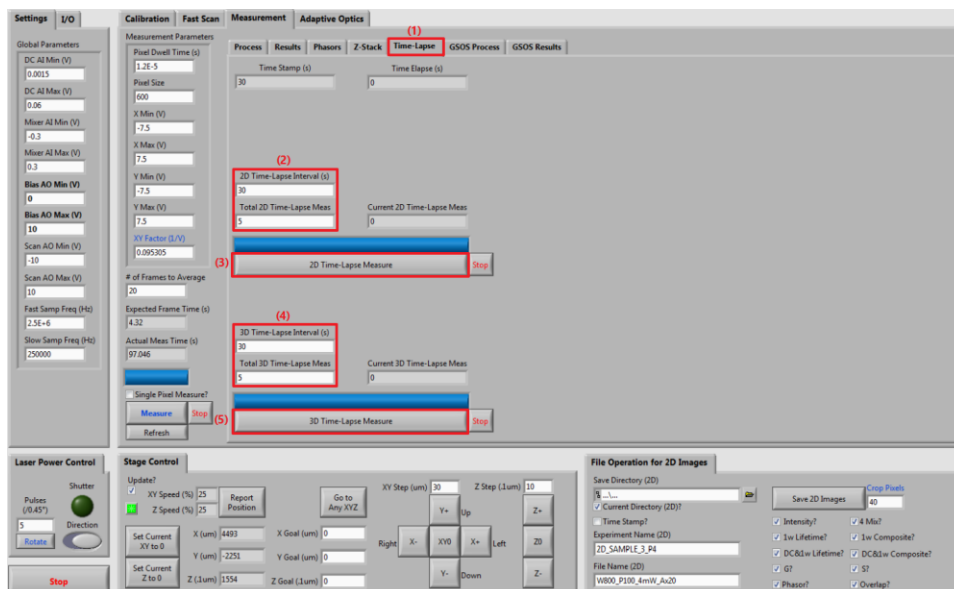 Settings I/O
Global Parameters
DC AI Min (V)
0.0015
DC AI Max (V)
0.06
Mixer AI Min (V)
-0.3
Mixer AI Max (V)
0.3
Bias AO Min (V)
0
Bias AO Max (V)
10
Scan AO Min (V)
-10
Scan AO Max (V)
10
Fast Samp Freq (Hz)
2.5E+6
Slow Samp Freq (Hz)
250000
Calibration Fast Scan Measurement Adaptive Optics
Measurement Parameters
Pixel Dwell Time (s)
1.2E-5
Pixel Size
600
X Min (V)
-7.5
X Max (V)
7.5
Y Min (V)
-7.5
Y Max (V)
7.5
XY Factor (1/V)
0.095305
# of Frames to Average
20
Expected Frame Time (s)
4.32
Actual Meas Time (s)
97.046
Single Pixel Measure?
Measure Stop
Refresh
(1)
Process Results Phasors Z-Stack Time-Lapse GSOS Process GSOS Results
Time Stamp (s) Time Elapse (s)
30 0
(2)
2D Time-Lapse Interval (s)
30
Total 2D Time-Lapse Meas Current 2D Time-Lapse Meas
5 0
(3) 2D Time-Lapse Measure Stop
(4)
3D Time-Lapse Interval (s)
30
Total 3D Time-Lapse Meas Current 3D Time-Lapse Meas
5 0
(5) 3D Time-Lapse Measure Stop
Laser Power Control
Shutter
Pulses
(/0.45°)
5 Direction
Rotate
Stop
Stage Control
Update?
XY Speed (%) 25
Z Speed (%) 25
Report
Position
Go to
Any XYZ
XY Step (um) 30 Z Step (.1um) 10
Set Current
XY to 0
X (um) 4493 X Goal (um) 0
Y (um) -2251 Y Goal (um) 0
Set Current
Z to 0
Z (.1um) 1554 Z Goal (.1um) 0
Y+ Up Z+
Right X- XY0 X+ Left Z0
Y- Down Z-
File Operation for 2D Images
Save Directory (2D)
Current Directory (2D)?
Time Stamp?
Experiment Name (2D)
2D_SAMPLE_3_P4
File Name (2D)
W800_P100_4mW_Ax20
Save 2D Images
Crop Pixels
40
Intensity? 4 Mix?
1w Lifetime? 1w Composite?
DC&1w Lifetime? DC&1w Composite?
G? S?
Phasor? Overlap?